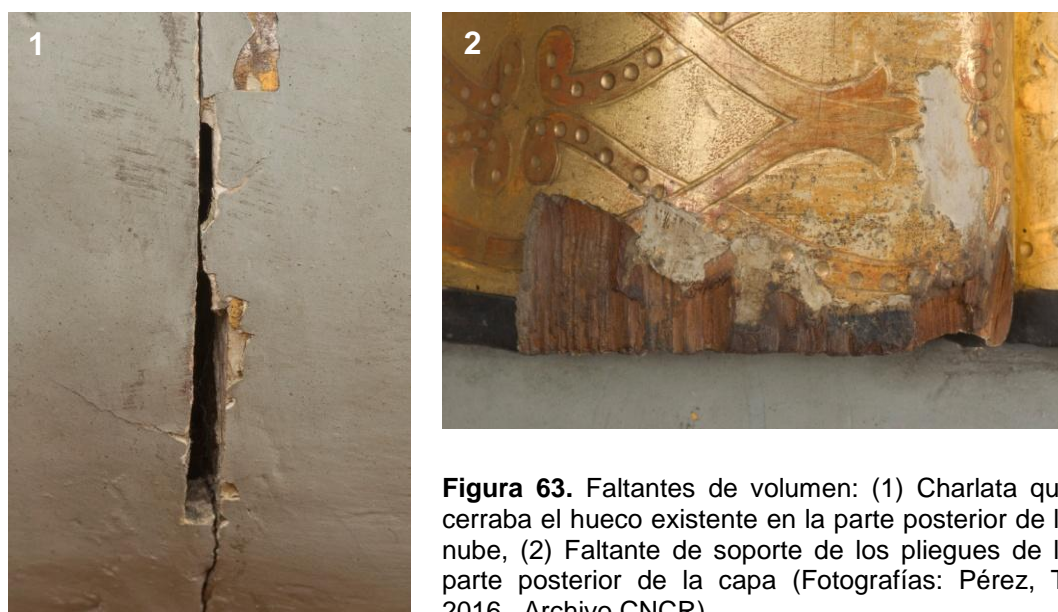 1
2
Figura 63. Faltantes de volumen: (1) Charlata qu
cerraba el hueco existente en la parte posterior de l
nube, (2) Faltante de soporte de los pliegues de l
parte posterior de la capa (Fotografías: Pérez, T
2016. Archivo CNCR)